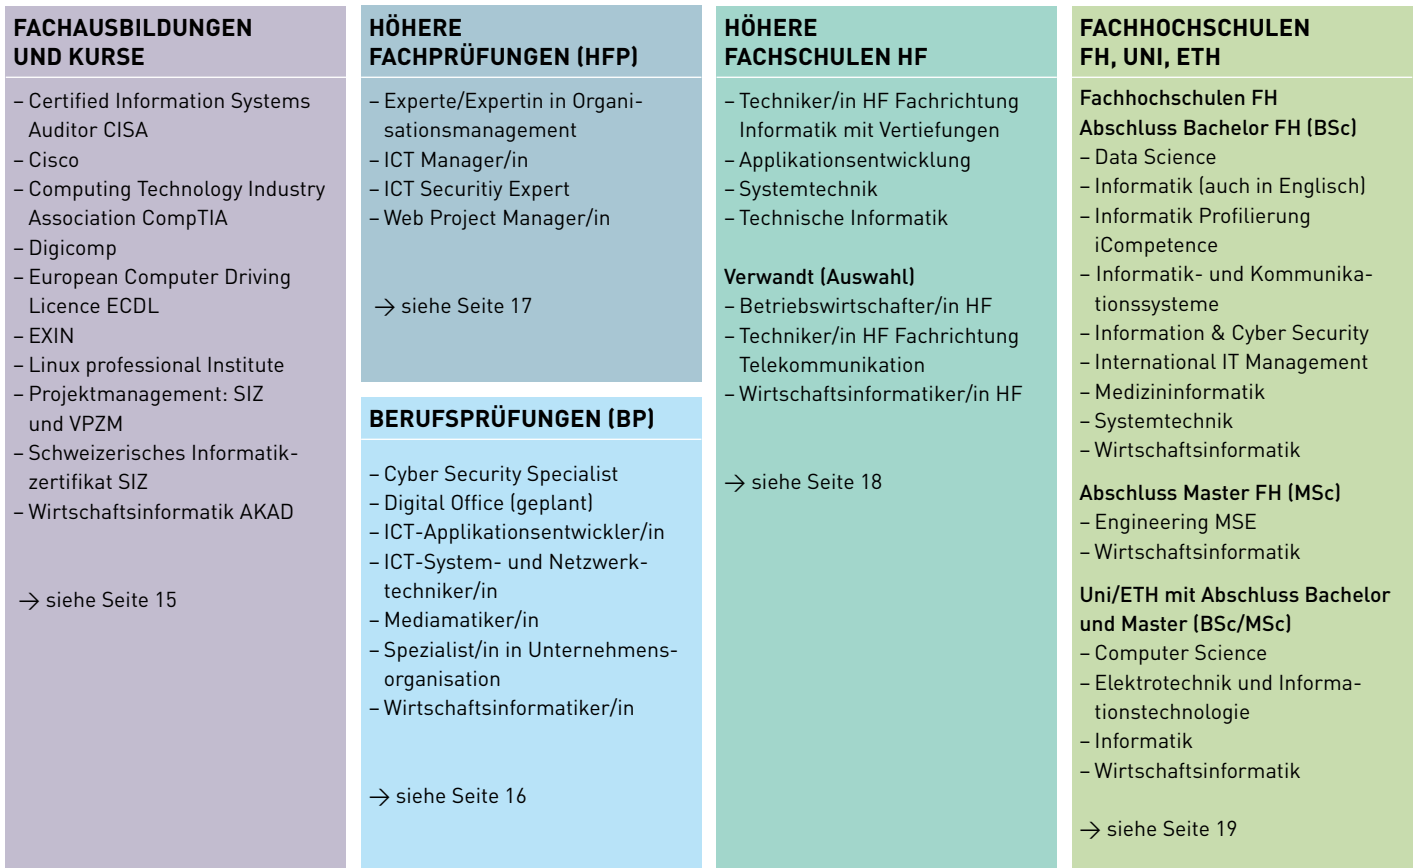 FACHAUSBILDUNGEN
UND KURSE
– Certified Information Systems
Auditor CISA
– Cisco
– Computing Technology Industry
Association CompTIA
– Digicomp
– European Computer Driving
Licence ECDL
– EXIN
– Linux professional Institute
– Projektmanagement: SIZ
und VPZM
– Schweizerisches Informatik-
zertifikat SIZ
– Wirtschaftsinformatik AKAD
→ siehe Seite 15
HÖHERE
FACHPRÜFUNGEN (HFP)
– Experte/Expertin in Organi-
sationsmanagement
– ICT Manager/in
– ICT Securitiy Expert
– Web Project Manager/in
→ siehe Seite 17
BERUFSPRÜFUNGEN (BP)
– Cyber Security Specialist
– Digital Office (geplant)
– ICT-Applikationsentwickler/in
– ICT-System- und Netzwerk-
techniker/in
– Mediamatiker/in
– Spezialist/in in Unternehmens-
organisation
– Wirtschaftsinformatiker/in
→ siehe Seite 16
HÖHERE
FACHSCHULEN HF
– Techniker/in HF Fachrichtung
Informatik mit Vertiefungen
– Applikationsentwicklung
– Systemtechnik
– Technische Informatik
Verwandt (Auswahl)
– Betriebswirtschafter/in HF
– Techniker/in HF Fachrichtung
Telekommunikation
– Wirtschaftsinformatiker/in HF
→ siehe Seite 18
FACHHOCHSCHULEN
FH, UNI, ETH
Fachhochschulen FH
Abschluss Bachelor FH (BSc)
– Data Science
– Informatik (auch in Englisch)
– Informatik Profilierung
iCompetence
– Informatik- und Kommunika-
tionssysteme
– Information & Cyber Security
– International IT Management
– Medizininformatik
– Systemtechnik
– Wirtschaftsinformatik
Abschluss Master FH (MSc)
– Engineering MSE
– Wirtschaftsinformatik
Uni/ETH mit Abschluss Bachelor
und Master (BSc/MSc)
– Computer Science
– Elektrotechnik und Informa-
tionstechnologie
– Informatik
– Wirtschaftsinformatik
→ siehe Seite 19